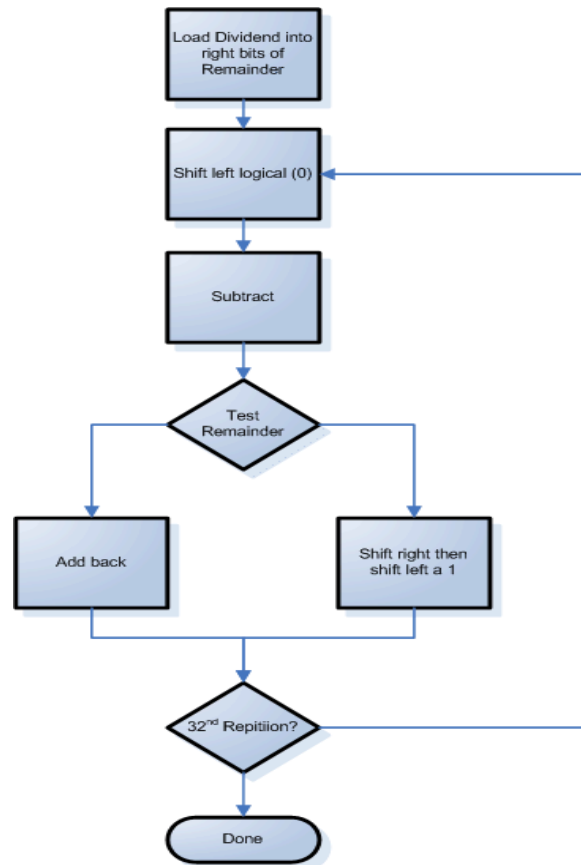 Load Dividend into
right bits of
Remainder
Shift left logical (0)
Subtract
Test
Remainder
Add back
Shift right then
shift left a 1
32nd Repitiion?
Done